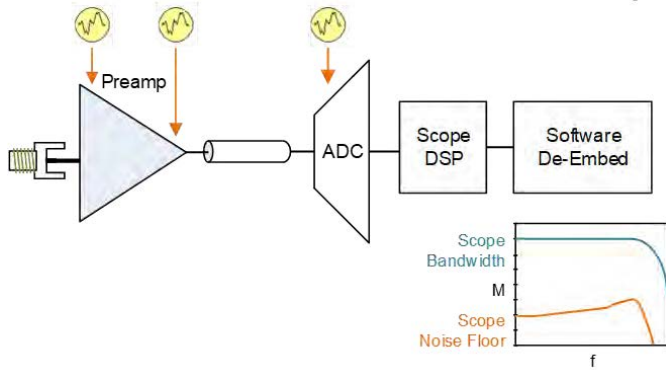 Preamp
ADC
Scope
DSP
Software
De-Embed
Scope
Bandwidth
M
Scope
Noise Floor
f